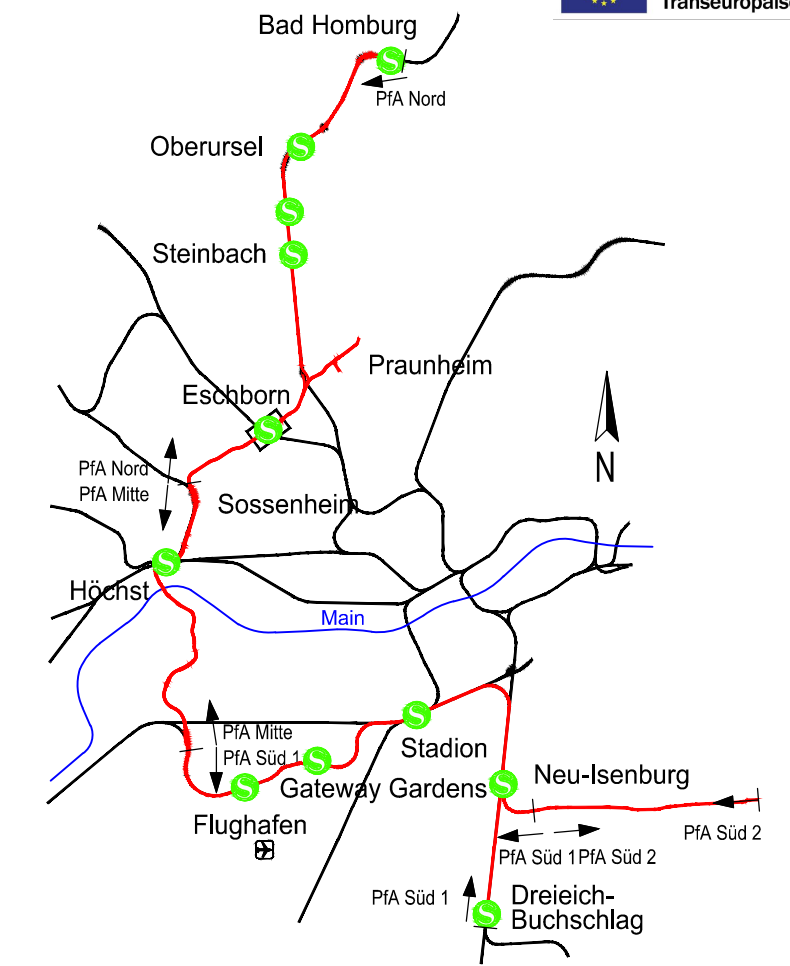 Transeuropäis
Bad Homburg
PfA Nord
Oberursel
S
S
S
S
Steinbach
Praunheim
Eschborn
S
N
PfA Nord
PfA Mitte
Sossenheim
S
Höchst
Main
S
PfA Mitte
PfA Süd 1
Stadion
S
S
Gateway Gardens
S
Neu-Isenburg
Flughafen
PfA Süd 2
PfA Süd 1
PfA Süd 2
PfA Süd 1
S
Dreieich-
Buchschlag